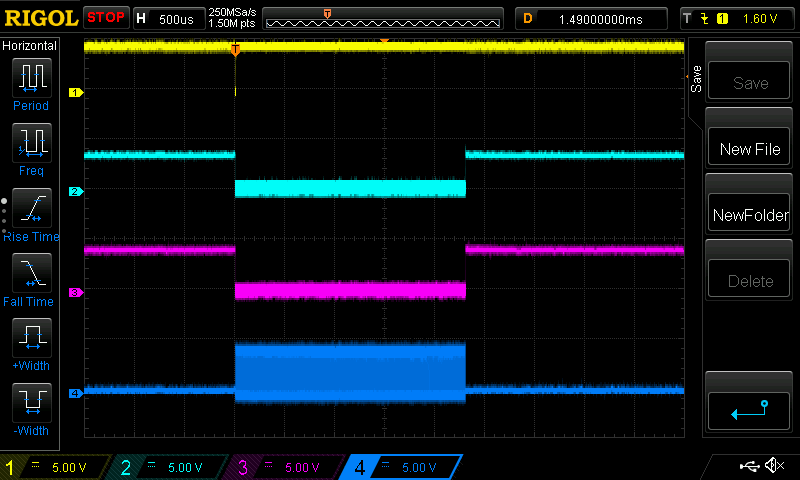 RIGOL STOP H 500us 250MSa/s 1.50M pts T D 1.49000000ms T 1 1.60 V
Horizontal
Period
Freq
Rise Time
Fall Time
+Width
-Width
T
1
2
3
4
Save
Save
New File
NewFolder
Delete
1 5.00 V 2 5.00 V 3 5.00 V 4 5.00 V